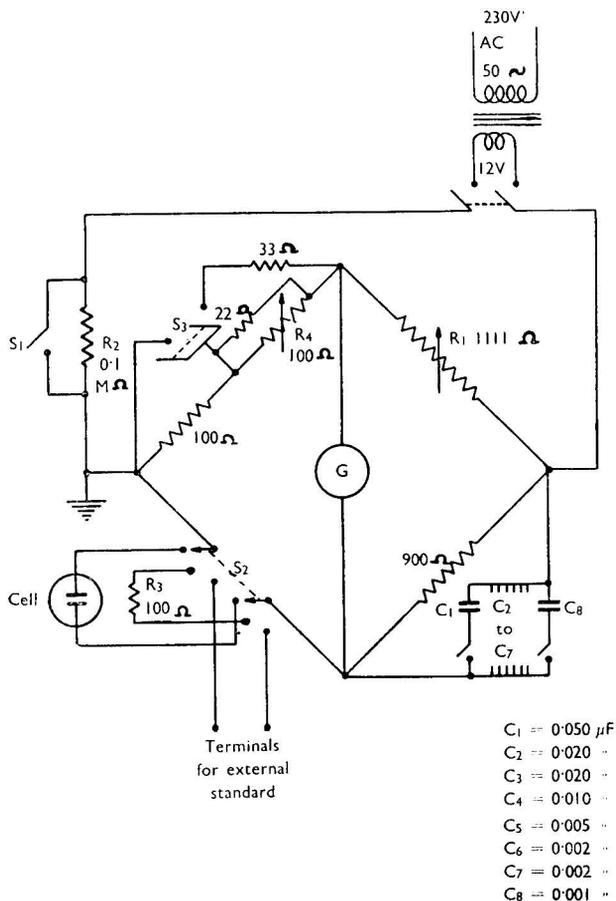 230V
AC
50 ~
12V
33 Ω
S3
22 Ω
R4
100 Ω
R1 1111 Ω
S1
R2
0·1
MΩ
100 Ω
G
S2
900 Ω
Cell
R3
100 Ω
C1
C2
to
C7
C8
Terminals
for external
standard
C1 = 0·050 μF
C2 = 0·020 "
C3 = 0·020 "
C4 = 0·010 "
C5 = 0·005 "
C6 = 0·002 "
C7 = 0·002 "
C8 = 0·001 "